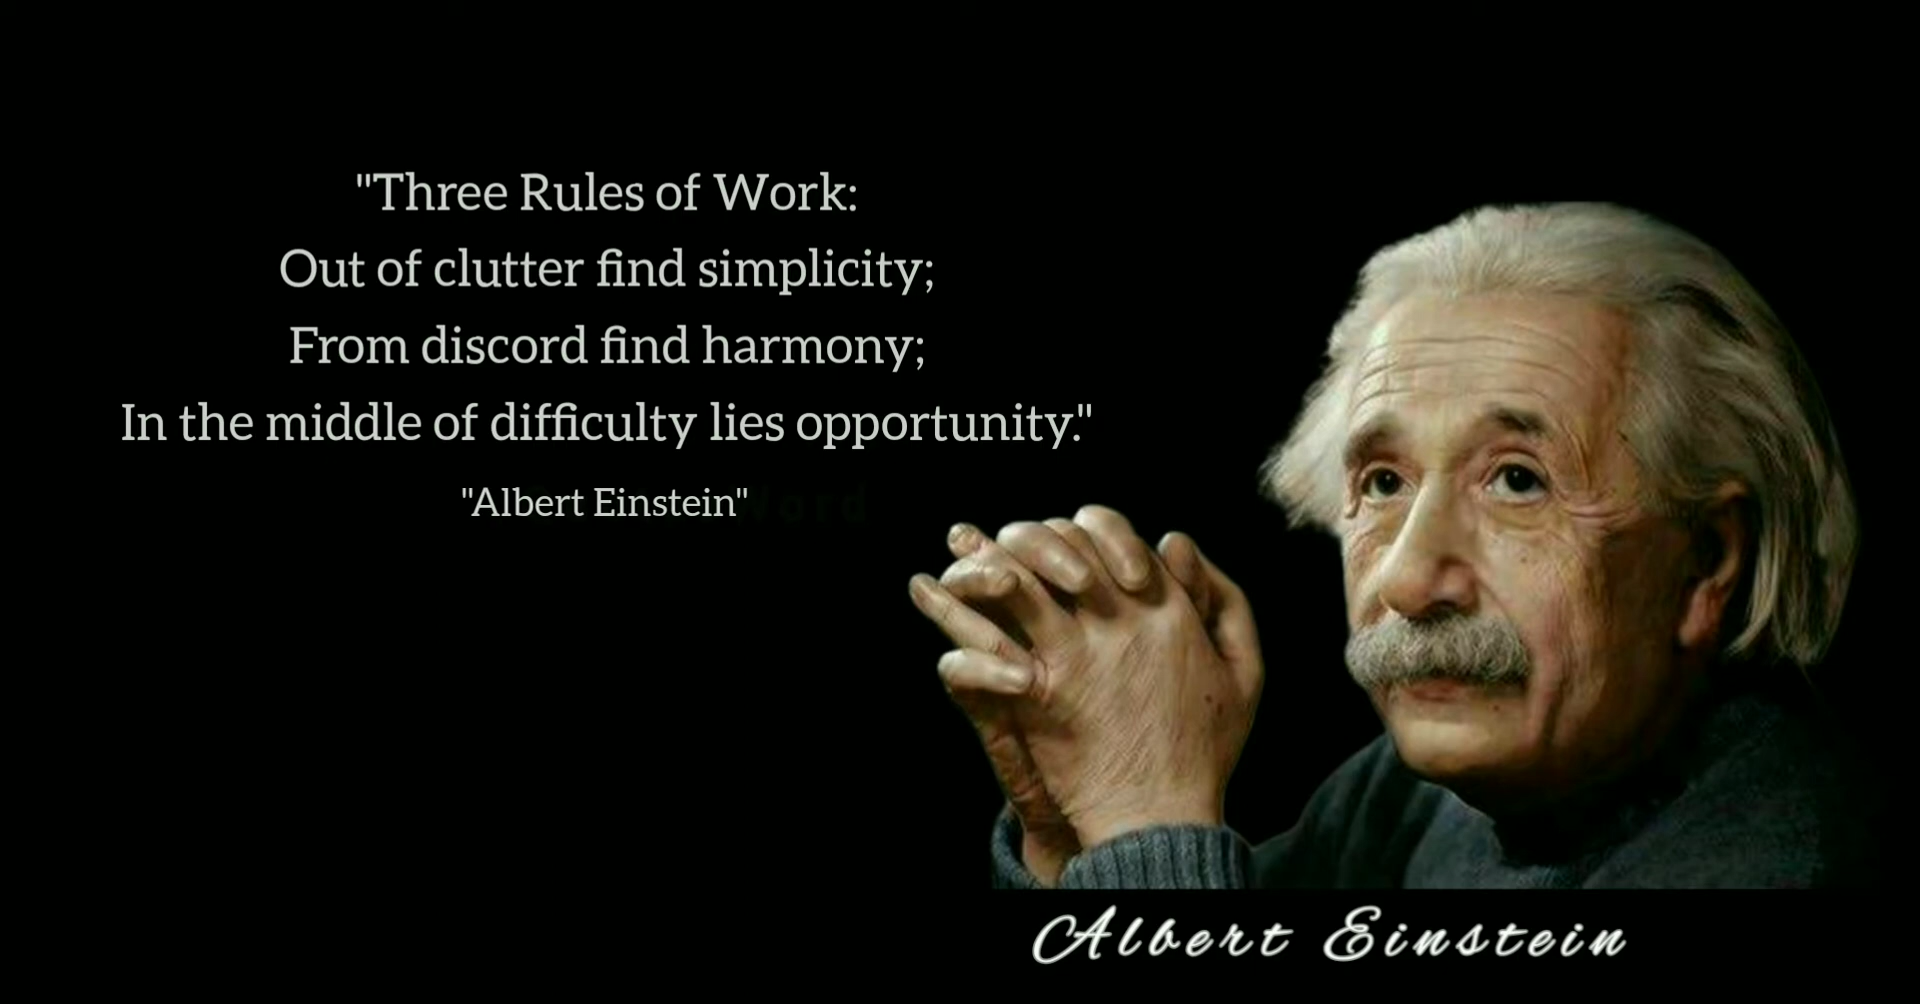 "Three Rules of Work:
Out of clutter find simplicity;
From discord find harmony;
In the middle of difficulty lies opportunity."
"Albert Einstein"
Albert Einstein